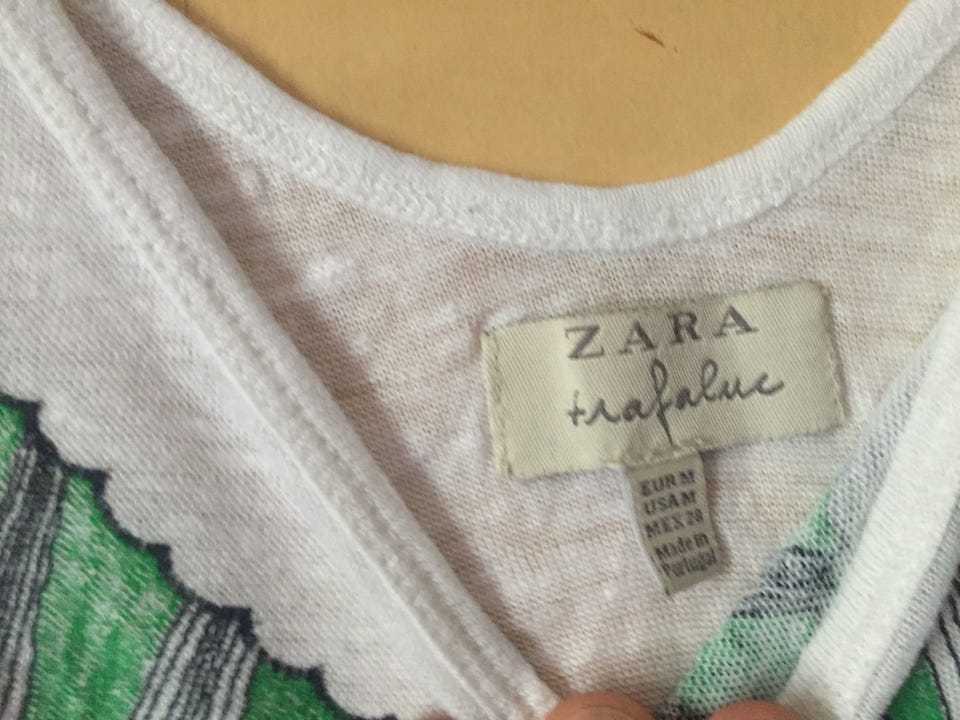 ZARA
trafaluc
EUR M
USA M
MEX 28
Made in
Portugal